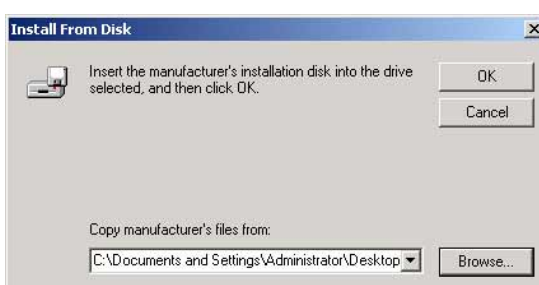 Install From Disk
Insert the manufacturer's installation disk into the drive
selected, and then click OK.
OK
Cancel
Copy manufacturer's files from:
C:\Documents and Settings\Administrator\Desktop
Browse...